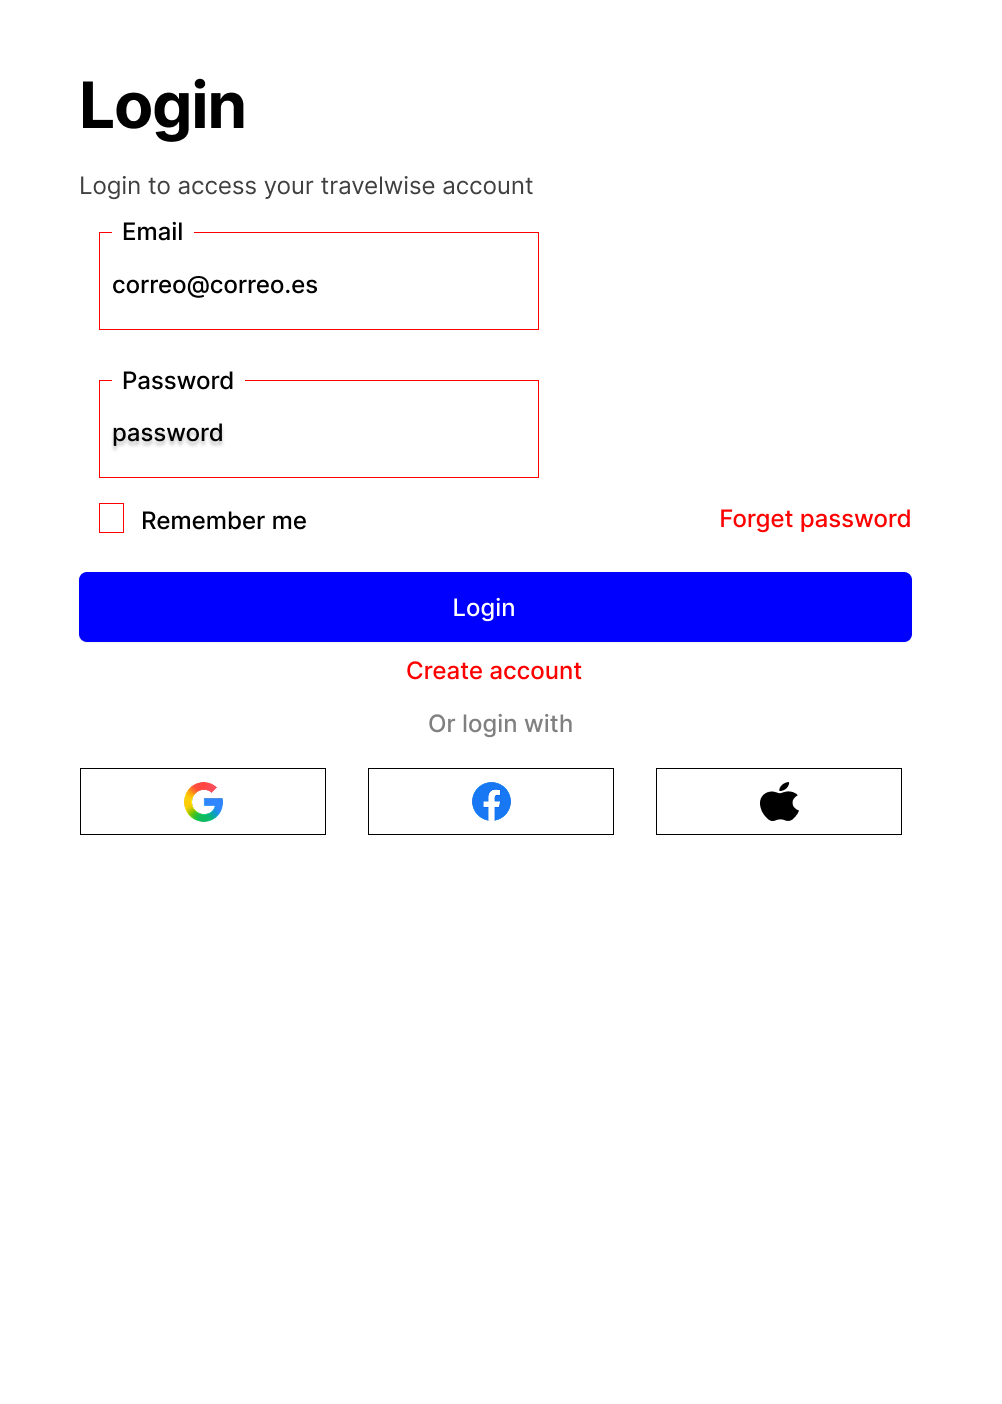 Login
Login to access your travelwise account
Email
correo@correo.es
Password
password
Remember me
Forget password
Login
Create account
Or login with